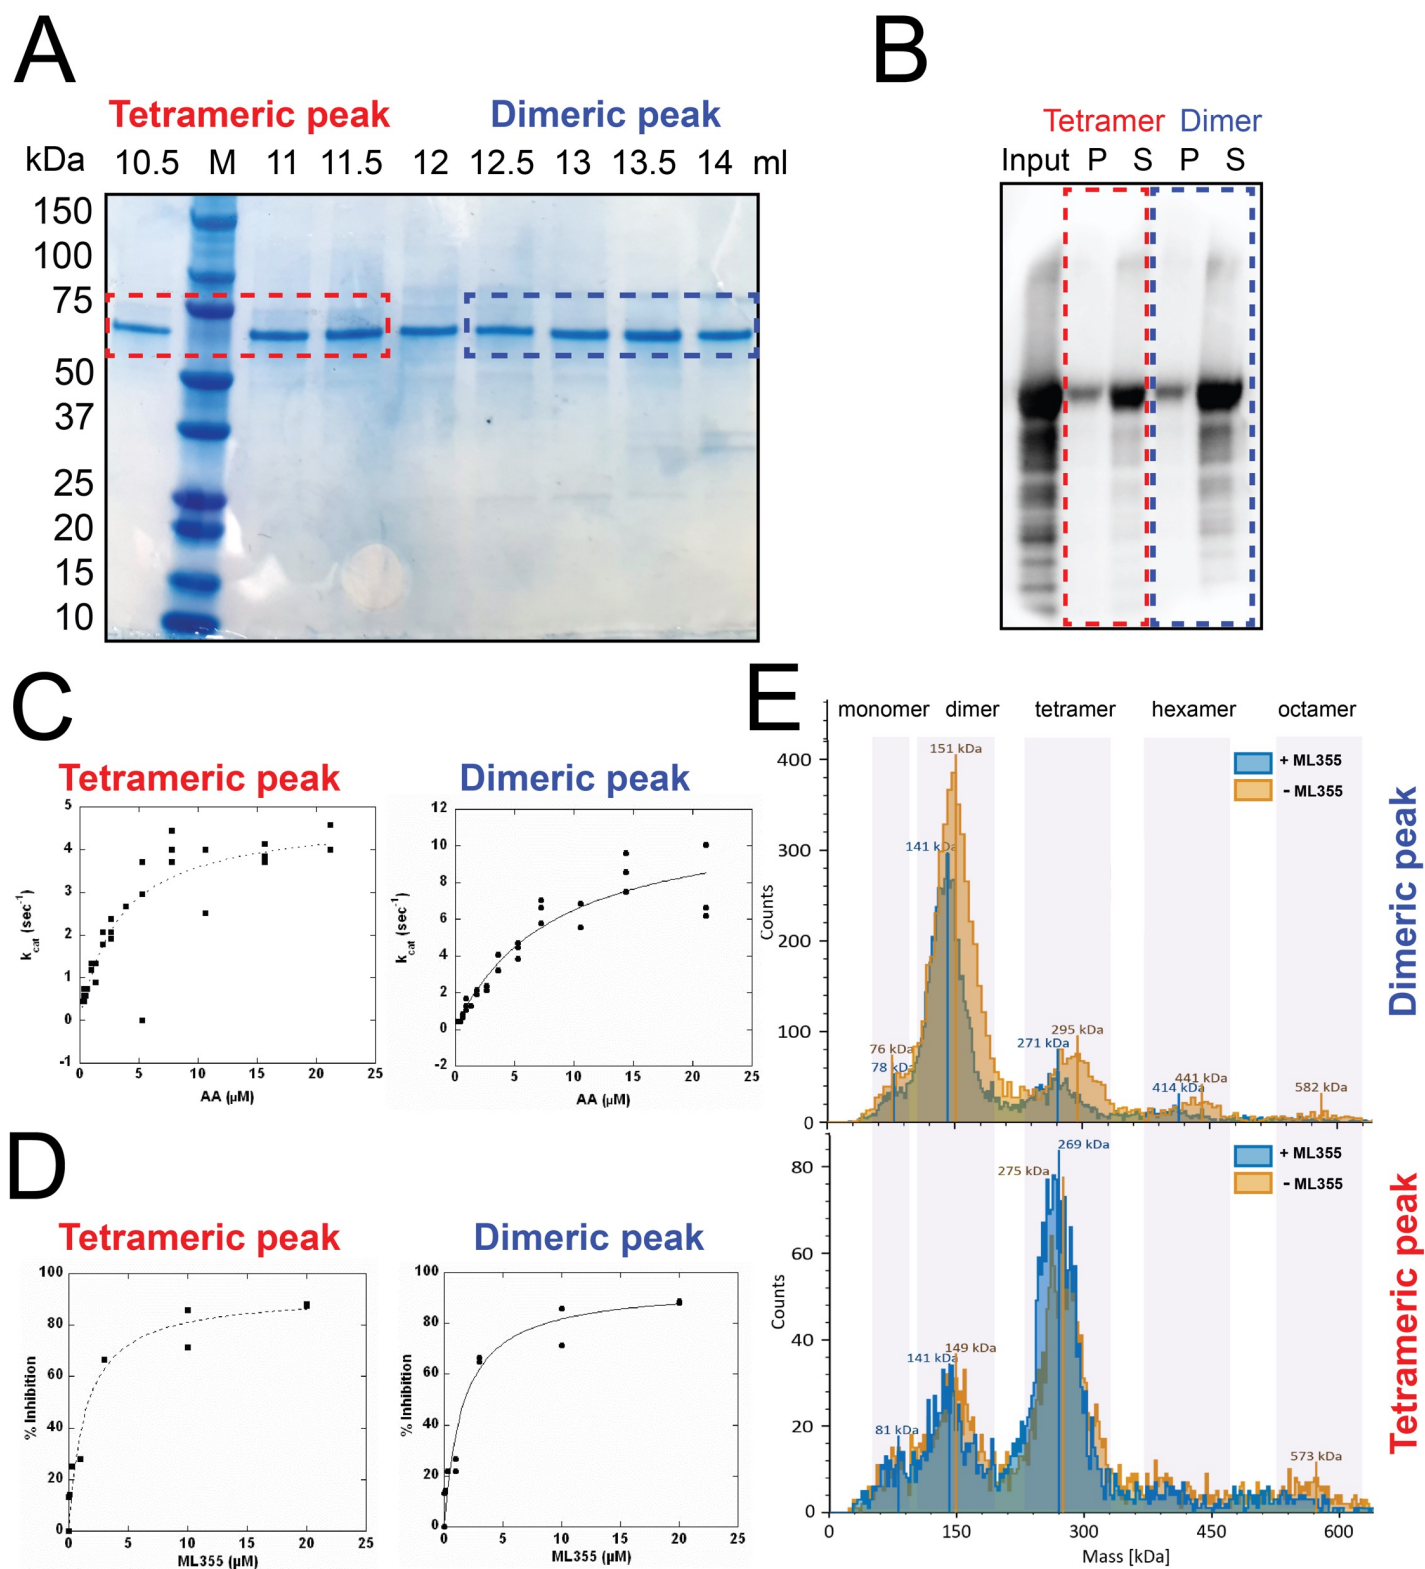 A
Tetrameric peak
Dimeric peak
kDa 10.5 M 11 11.5 12 12.5 13 13.5 14 ml
150
100
75
50
37
25
20
15
10
B
Tetramer Dimer
Input P S P S
C
Tetrameric peak
5
4
3
2
1
0
-1
k cat (sec-1)
0 5 10 15 20 25
AA (µM)
Dimeric peak
12
10
8
6
4
2
0
-2
k cat (sec-1)
0 5 10 15 20 25
AA (µM)
D
Tetrameric peak
100
80
60
40
20
0
% Inhibition
0 5 10 15 20 25
ML355 (µM)
Dimeric peak
100
80
60
40
20
0
% Inhibition
0 5 10 15 20 25
ML355 (µM)
E
monomer dimer tetramer hexamer octamer
151 kDa
+ ML355
- ML355
141 kDa
76 kDa
78 kDa
271 kDa
295 kDa
414 kDa
441 kDa
582 kDa
400
300
200
100
0
Counts
Dimeric peak
269 kDa
275 kDa
+ ML355
- ML355
141 kDa
149 kDa
81 kDa
573 kDa
80
60
40
20
0
Counts
0 150 300 450 600
Mass [kDa]
Tetrameric peak